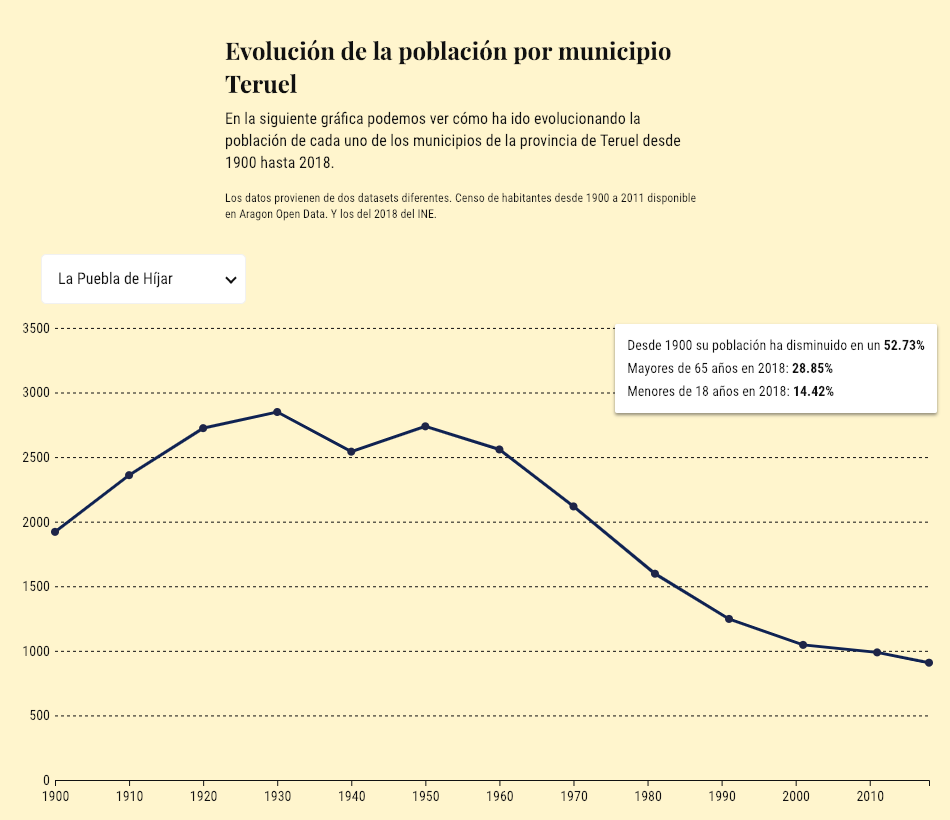 Evolución de la población por municipio
Teruel
En la siguiente gráfica podemos ver cómo ha ido evolucionando la
población de cada uno de los municipios de la provincia de Teruel desde
1900 hasta 2018.
Los datos provienen de dos datasets diferentes. Censo de habitantes desde 1900 a 2011 disponible
en Aragon Open Data. Y los del 2018 del INE.
La Puebla de Híjar
3500
Desde 1900 su población ha disminuido en un 52.73%
Mayores de 65 años en 2018: 28.85%
Menores de 18 años en 2018: 14.42%
3000
2500
2000
1500
1000
500
0
1900 1910 1920 1930 1940 1950 1960 1970 1980 1990 2000 2010